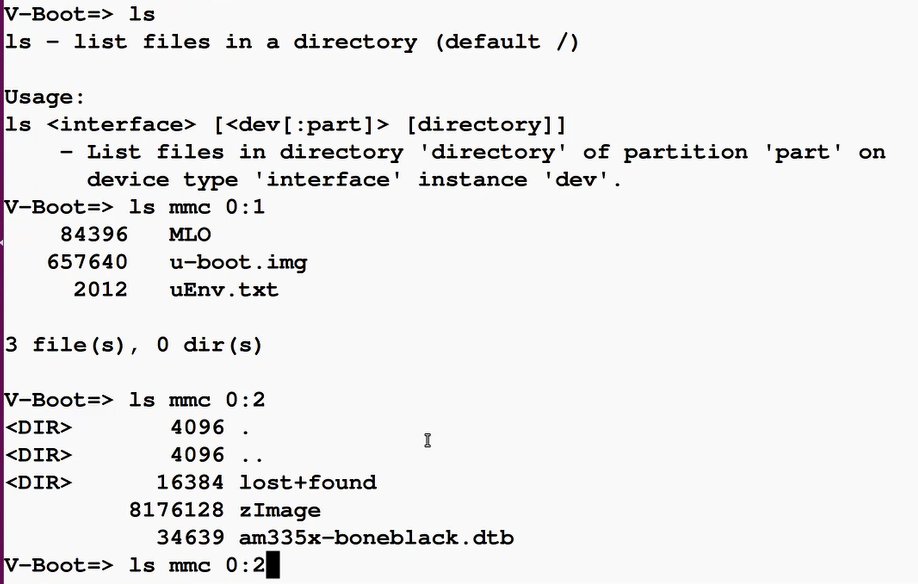 V-Boot=> ls
ls - list files in a directory (default /)
Usage:
ls <interface> [<dev[:part]> [directory]]
    - List files in directory 'directory' of partition 'part' on
      device type 'interface' instance 'dev'.
V-Boot=> ls mmc 0:1
    84396   MLO
   657640   u-boot.img
     2012   uEnv.txt
3 file(s), 0 dir(s)
V-Boot=> ls mmc 0:2
<DIR>       4096 .
<DIR>       4096 ..
<DIR>      16384 lost+found
         8176128 zImage
           34639 am335x-boneblack.dtb
V-Boot=> ls mmc 0:2